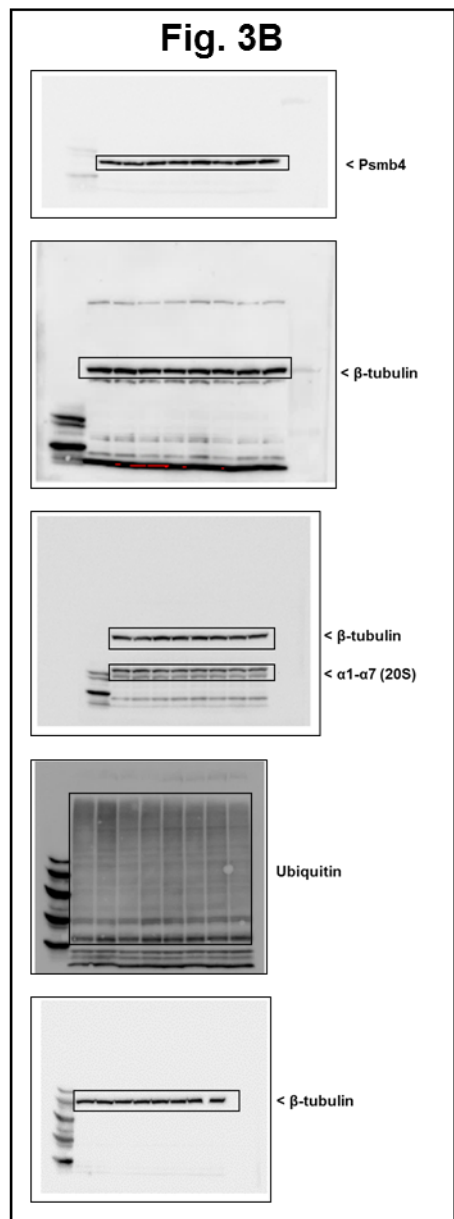 Fig. 3B
< Psmb4
< β-tubulin
< β-tubulin
< α1-α7 (20S)
Ubiquitin
< β-tubulin